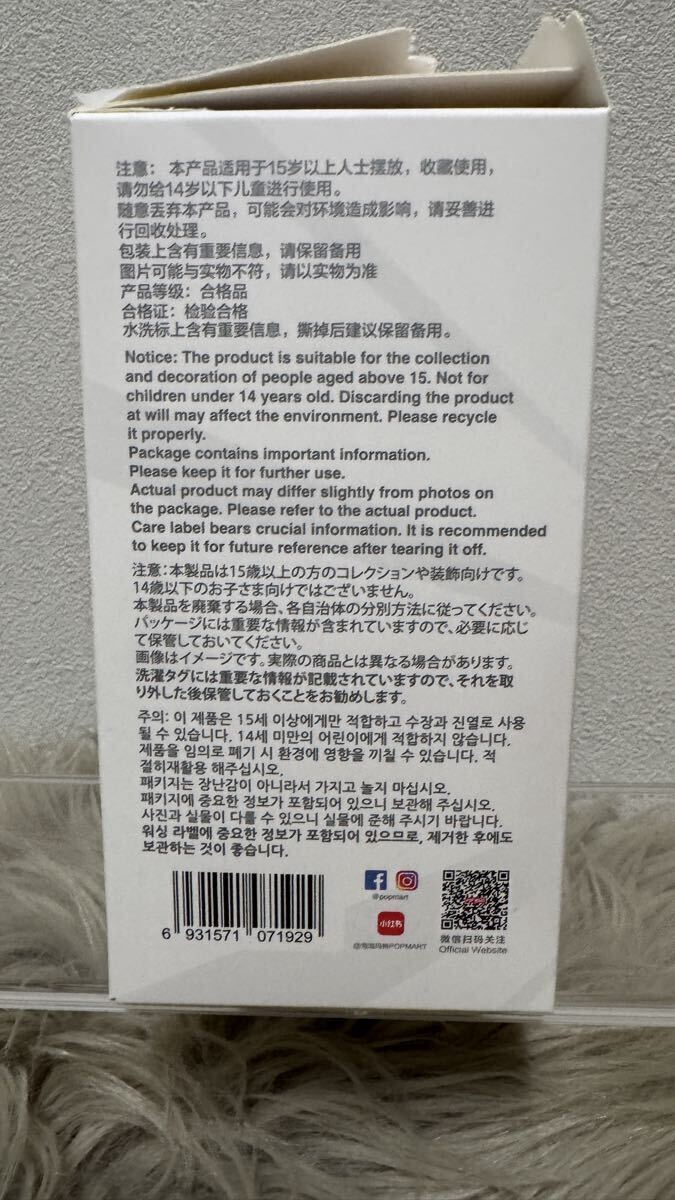 注意： 本产品适用于15岁以上人士摆放，收藏使用，
请勿给14岁以下儿童进行使用。
随意丢弃本产品，可能会对环境造成影响，请妥善进
行回收处理。
包装上含有重要信息，请保留备用
图片可能与实物不符，请以实物为准
产品等级：合格品
合格证：检验合格
水洗标上含有重要信息，撕掉后建议保留备用。
Notice: The product is suitable for the collection
and decoration of people aged above 15. Not for
children under 14 years old. Discarding the product
at will may affect the environment. Please recycle
it properly.
Package contains important information.
Please keep it for further use.
Actual product may differ slightly from photos on
the package. Please refer to the actual product.
Care label bears crucial information. It is recommended
to keep it for future reference after tearing it off.
注意：本製品は15歳以上の方のコレクションや装飾向けです。
14歳以下のお子さま向けではございません。
本製品を廃棄する場合、各自治体の分別方法に従ってください。
パッケージには重要な情報が含まれていますので、必要に応じ
て保管しておいてください。
画像はイメージです。実際の商品とは異なる場合があります。
洗濯タグには重要な情報が記載されていますので、それを取
り外した後保管しておくことをお勧めします。
주의: 이 제품은 15세 이상에게만 적합하고 수장과 진열로 사용
될 수 있습니다. 14세 미만의 어린이에게 적합하지 않습니다.
제품을 임의로 폐기 시 환경에 영향을 끼칠 수 있습니다. 적
절히재활용 해주십시오.
패키지는 장난감이 아니라서 가지고 놀지 마십시오.
패키지에 중요한 정보가 포함되어 있으니 보관해 주십시오.
사진과 실물이 다룰 수 있으니 실물에 준해 주시기 바랍니다.
워싱 라벨에 중요한 정보가 포함되어 있으므로, 제거한 후에도
보관하는 것이 좋습니다.
6 931571 071929
@popmart
小红书
@泡泡玛特POPMART
微信扫码关注
Official Website